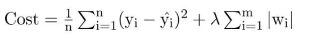 Cost = 1/n ∑_{i=1}^{n} (y_i − ŷ_i)^2 + λ ∑_{i=1}^{m} |w_i|